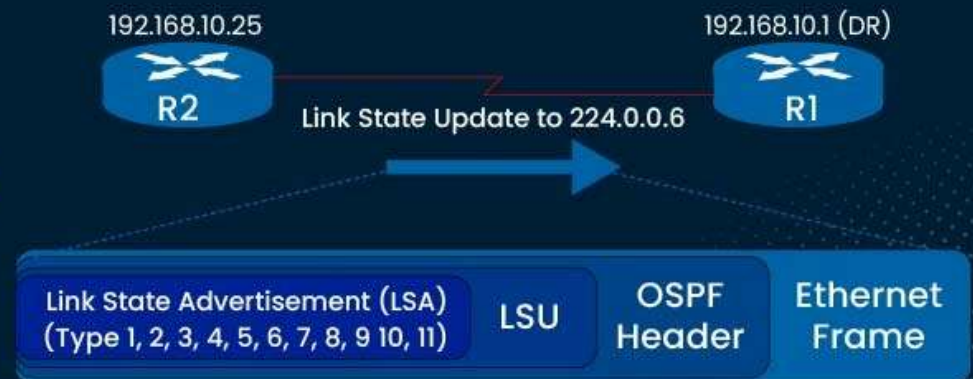 192.168.10.25
192.168.10.1 (DR)
R2
R1
Link State Update to 224.0.0.6
Link State Advertisement (LSA)
(Type 1, 2, 3, 4, 5, 6, 7, 8, 9 10, 11)
LSU
OSPF
Header
Ethernet
Frame